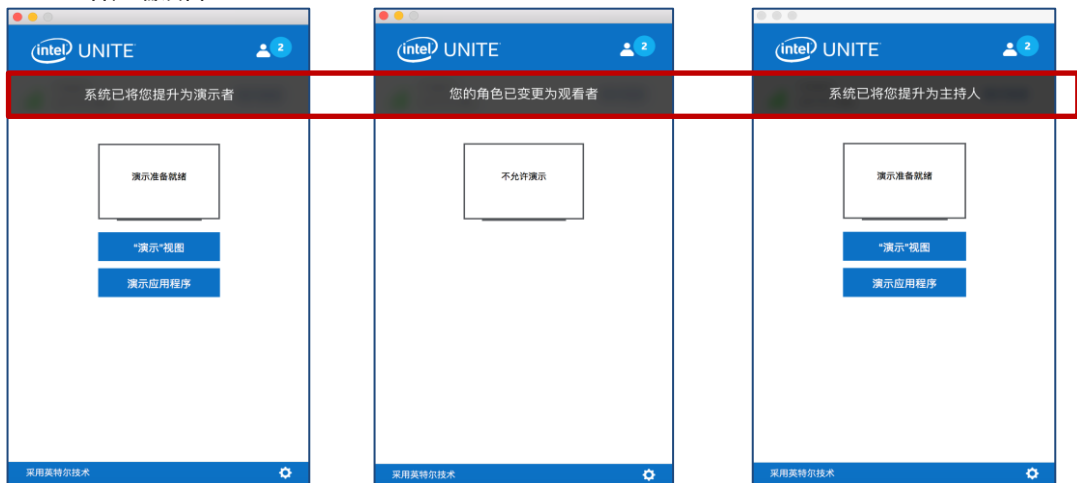 intel UNITE
2
系统已将您提升为演示者
演示准备就绪
“演示”视图
演示应用程序
采用英特尔技术
intel UNITE
2
您的角色已变更为观看者
不允许演示
采用英特尔技术
intel UNITE
2
系统已将您提升为主持人
演示准备就绪
“演示”视图
演示应用程序
采用英特尔技术